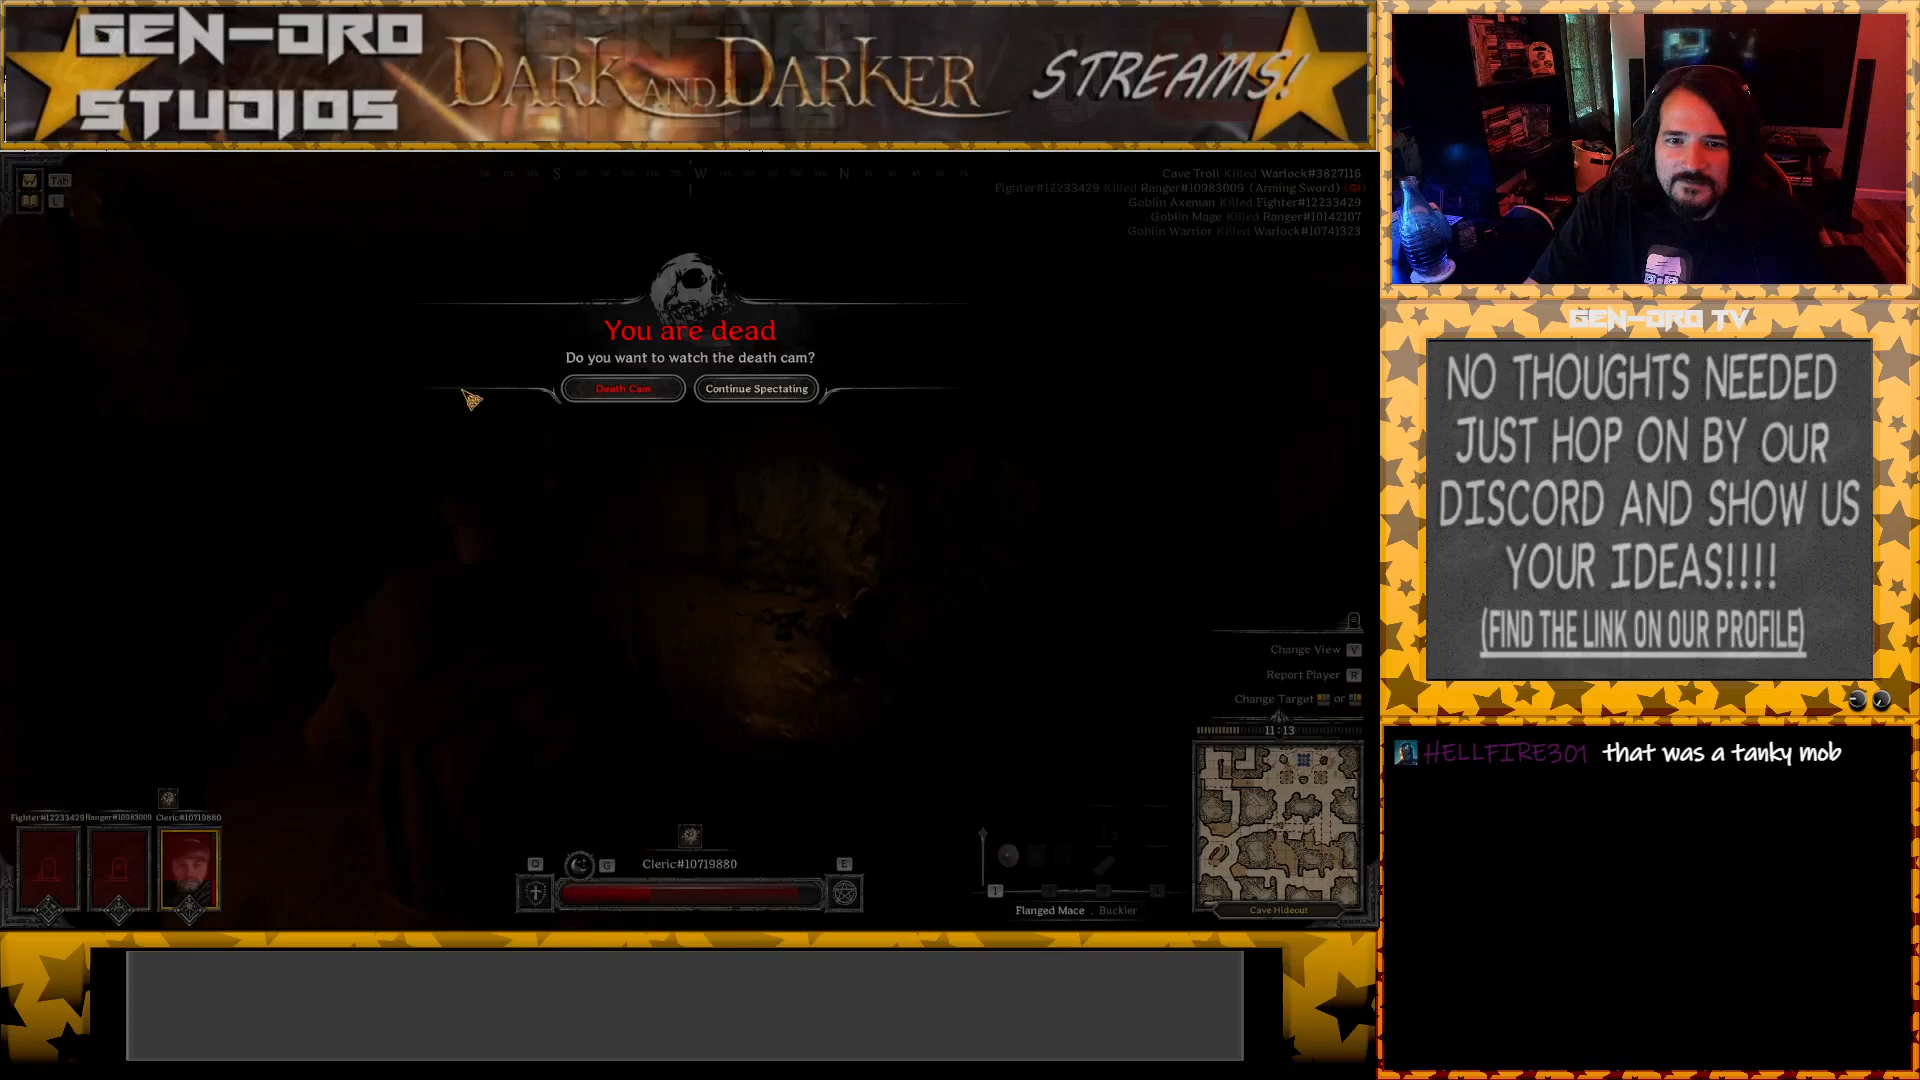 GEN-DRO
STUDIOS
DARK AND DARKER
STREAMS!
Tab
L
S
W
N
Cave Troll Killed Warlock#3827116
Fighter#12233429 Killed Ranger#10983009 (Arming Sword)
Goblin Axeman Killed Fighter#12233429
Goblin Mage Killed Ranger#10142107
Goblin Warrior Killed Warlock#10741323
You are dead
Do you want to watch the death cam?
Death Cam
Continue Spectating
Change View V
Report Player R
Change Target or
11:13
Cave Hideout
Fighter#12233429
Ranger#10983009
Cleric#10719880
Q
G
Cleric#10719880
E
1
Flanged Mace . Buckler
GEN-DRO TV
NO THOUGHTS NEEDED
JUST HOP ON BY OUR
DISCORD AND SHOW US
YOUR IDEAS!!!!
(FIND THE LINK ON OUR PROFILE)
HELLFIRE301 that was a tanky mob